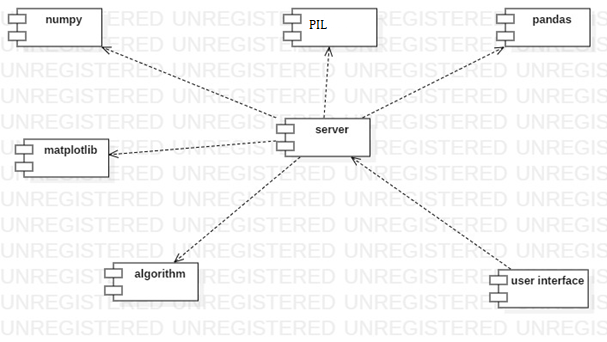 numpy
PIL
pandas
server
matplotlib
algorithm
user interface
UNREGISTERED UNREGISTERED UNREGISTERED UNREGISTERED